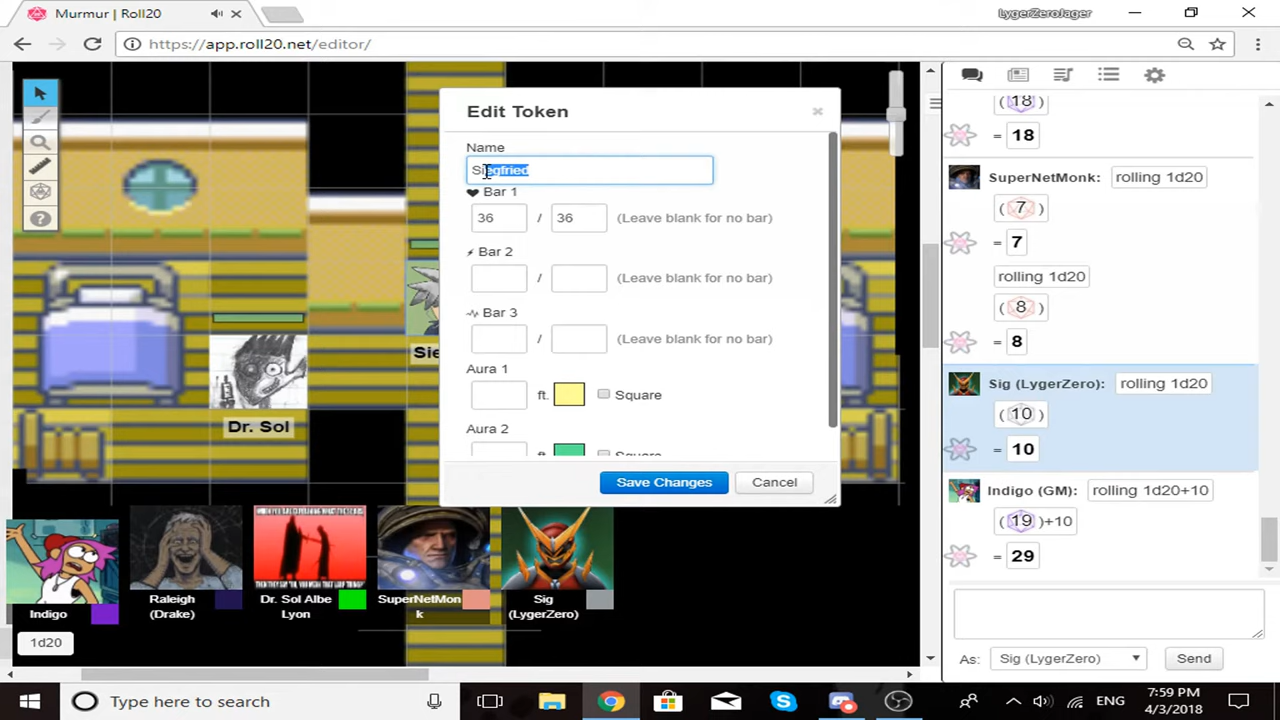 Murmur | Roll20
LygerZeroJager
https://app.roll20.net/editor/
Edit Token
Name
Siegfried
Bar 1
36 / 36 (Leave blank for no bar)
Bar 2
/ (Leave blank for no bar)
Bar 3
/ (Leave blank for no bar)
Aura 1
ft. Square
Aura 2
ft. Square
Save Changes
Cancel
Sie
Dr. Sol
Indigo
Raleigh
(Drake)
Dr. Sol Albe
Lyon
SuperNetMon
k
Sig
(LygerZero)
1d20
(18)
= 18
SuperNetMonk: rolling 1d20
(7)
= 7
rolling 1d20
(8)
= 8
Sig (LygerZero): rolling 1d20
(10)
= 10
Indigo (GM): rolling 1d20+10
(19)+10
= 29
As: Sig (LygerZero)
Send
Type here to search
ENG
7:59 PM
4/3/2018